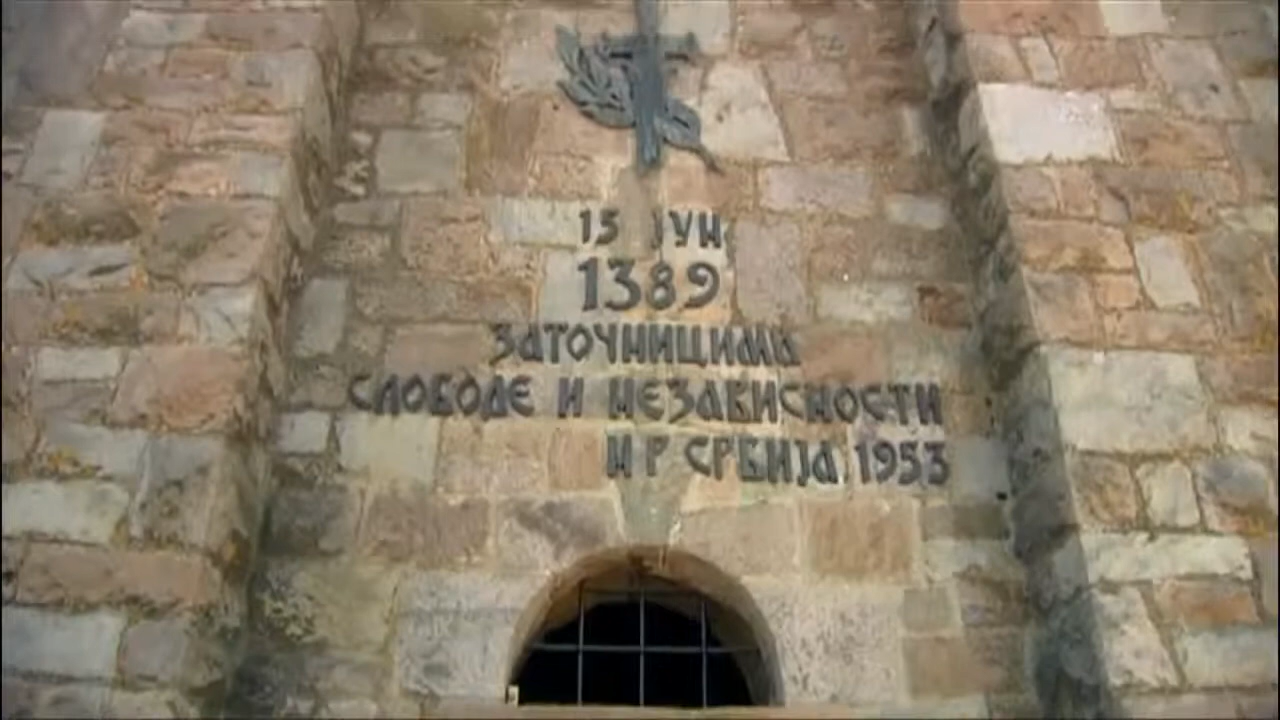 15 ЈУН
1389
ЗАТОЧНИЦИМА
СЛОБОДЕ И НЕЗАВИСНОСТИ
Н Р СРБИЈА 1953